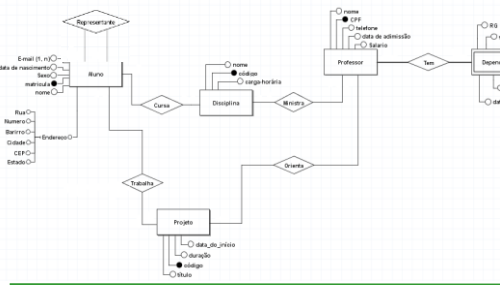 Representante
nome
CPF
telefone
data de admissão
Salario
RG
E-mail (1, n)
data de nascimento
Sexo
matricula
nome
Aluno
nome
código
carga horária
Professor
Tem
Depen
Cursa
Disciplina
Ministra
da
Rua
Numero
Bairro
Cidade
CEP
Estado
Endereço
Orienta
Trabalha
Projeto
data_do_inicio
duração
código
titulo